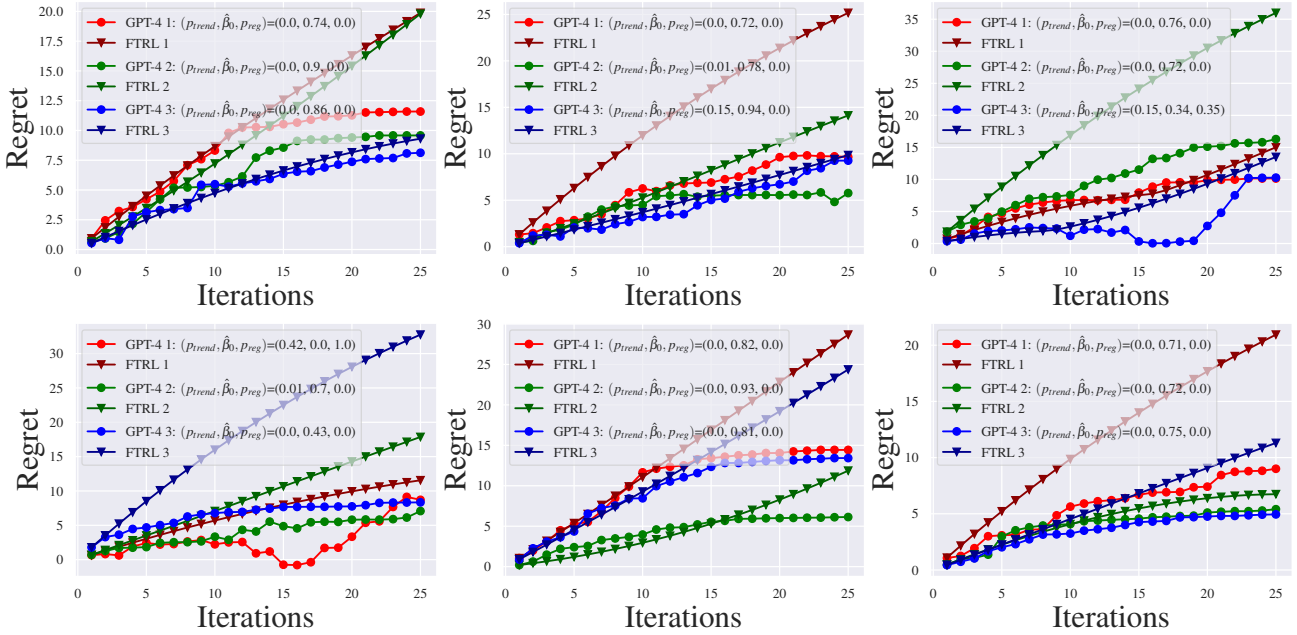 GPT-4 1: (p_trend, β̂_0, p_reg)=(0.0, 0.74, 0.0)
FTRL 1
GPT-4 2: (p_trend, β̂_0, p_reg)=(0.0, 0.9, 0.0)
FTRL 2
GPT-4 3: (p_trend, β̂_0, p_reg)=(0.0, 0.86, 0.0)
FTRL 3
Regret
20.0
17.5
15.0
12.5
10.0
7.5
5.0
2.5
0.0
0 5 10 15 20 25
Iterations
GPT-4 1: (p_trend, β̂_0, p_reg)=(0.0, 0.72, 0.0)
FTRL 1
GPT-4 2: (p_trend, β̂_0, p_reg)=(0.01, 0.78, 0.0)
FTRL 2
GPT-4 3: (p_trend, β̂_0, p_reg)=(0.15, 0.94, 0.0)
FTRL 3
Regret
25
20
15
10
5
0
0 5 10 15 20 25
Iterations
GPT-4 1: (p_trend, β̂_0, p_reg)=(0.0, 0.76, 0.0)
FTRL 1
GPT-4 2: (p_trend, β̂_0, p_reg)=(0.0, 0.72, 0.0)
FTRL 2
GPT-4 3: (p_trend, β̂_0, p_reg)=(0.15, 0.34, 0.35)
FTRL 3
Regret
35
30
25
20
15
10
5
0
0 5 10 15 20 25
Iterations
GPT-4 1: (p_trend, β̂_0, p_reg)=(0.42, 0.0, 1.0)
FTRL 1
GPT-4 2: (p_trend, β̂_0, p_reg)=(0.01, 0.7, 0.0)
FTRL 2
GPT-4 3: (p_trend, β̂_0, p_reg)=(0.0, 0.43, 0.0)
FTRL 3
Regret
30
25
20
15
10
5
0
0 5 10 15 20 25
Iterations
GPT-4 1: (p_trend, β̂_0, p_reg)=(0.0, 0.82, 0.0)
FTRL 1
GPT-4 2: (p_trend, β̂_0, p_reg)=(0.0, 0.93, 0.0)
FTRL 2
GPT-4 3: (p_trend, β̂_0, p_reg)=(0.0, 0.81, 0.0)
FTRL 3
Regret
30
25
20
15
10
5
0
0 5 10 15 20 25
Iterations
GPT-4 1: (p_trend, β̂_0, p_reg)=(0.0, 0.71, 0.0)
FTRL 1
GPT-4 2: (p_trend, β̂_0, p_reg)=(0.0, 0.72, 0.0)
FTRL 2
GPT-4 3: (p_trend, β̂_0, p_reg)=(0.0, 0.75, 0.0)
FTRL 3
Regret
20
15
10
5
0
0 5 10 15 20 25
Iterations